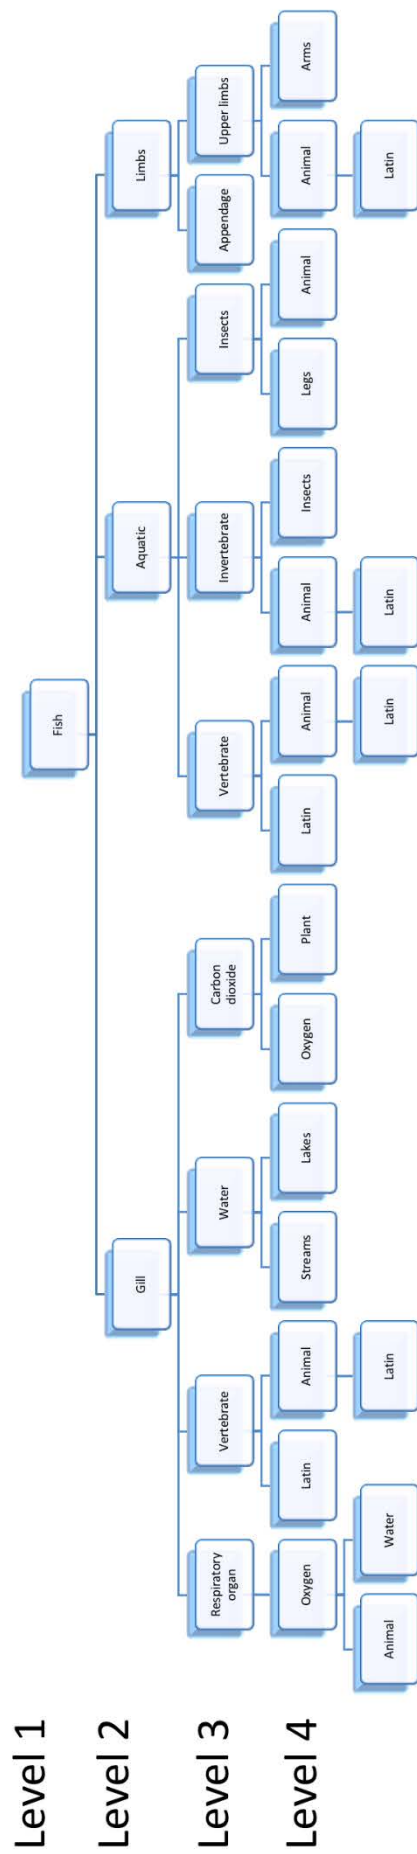 Level 1
Fish
Level 2
Gill
Aquatic
Limbs
Level 3
Respiratory
organ
Vertebrate
Water
Carbon
dioxide
Vertebrate
Invertebrate
Insects
Appendage
Upper limbs
Level 4
Oxygen
Latin
Animal
Streams
Lakes
Oxygen
Plant
Latin
Animal
Animal
Insects
Legs
Animal
Animal
Arms
Animal
Water
Latin
Latin
Latin
Latin